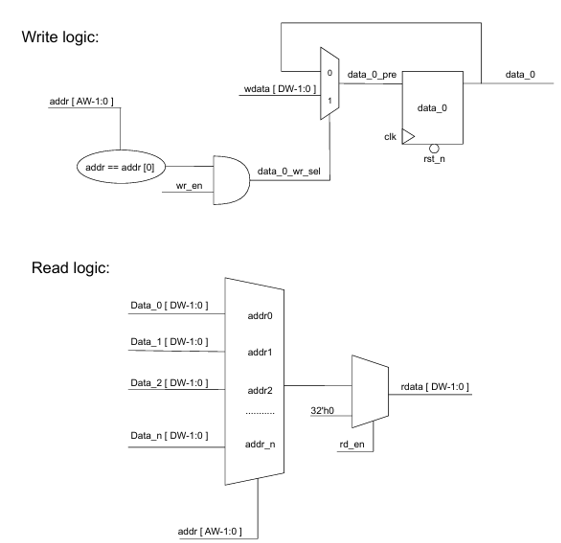 Write logic:
0
data_0_pre
data_0
wdata [ DW-1:0 ]
1
addr [ AW-1:0 ]
data_0
clk
rst_n
addr == addr [0]
data_0_wr_sel
wr_en
Read logic:
Data_0 [ DW-1:0 ]
addr0
Data_1 [ DW-1:0 ]
addr1
Data_2 [ DW-1:0 ]
addr2
rdata [ DW-1:0 ]
...........
32'h0
Data_n [ DW-1:0 ]
addr_n
rd_en
addr [ AW-1:0 ]